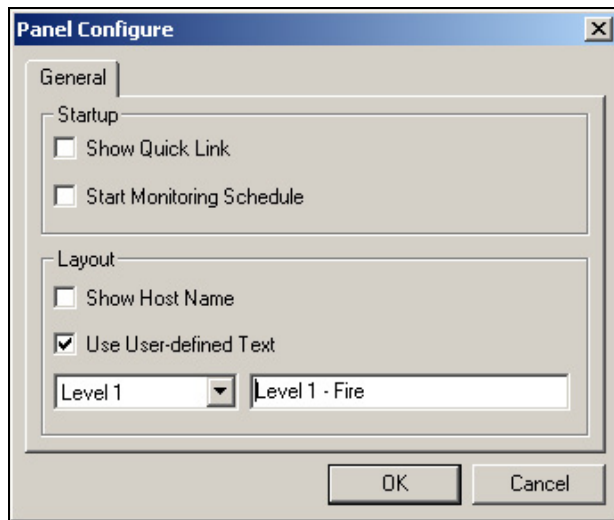 Panel Configure
General
Startup
Show Quick Link
Start Monitoring Schedule
Layout
Show Host Name
Use User-defined Text
Level 1 Level 1 - Fire
OK Cancel